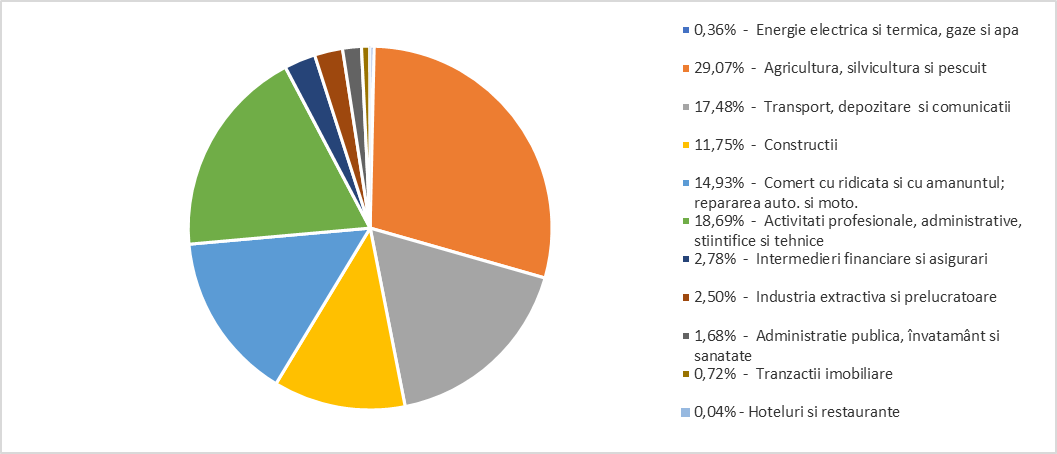 0,36% - Energie electrica si termica, gaze si apa
29,07% - Agricultura, silvicultura si pescuit
17,48% - Transport, depozitare si comunicatii
11,75% - Constructii
14,93% - Comert cu ridicata si cu amanuntul;
repararea auto. si moto.
18,69% - Activitati profesionale, administrative,
stiintifice si tehnice
2,78% - Intermedieri financiare si asigurari
2,50% - Industria extractiva si prelucratoare
1,68% - Administratie publica, învatamânt si
sanatate
0,72% - Tranzactii imobiliare
0,04% - Hoteluri si restaurante